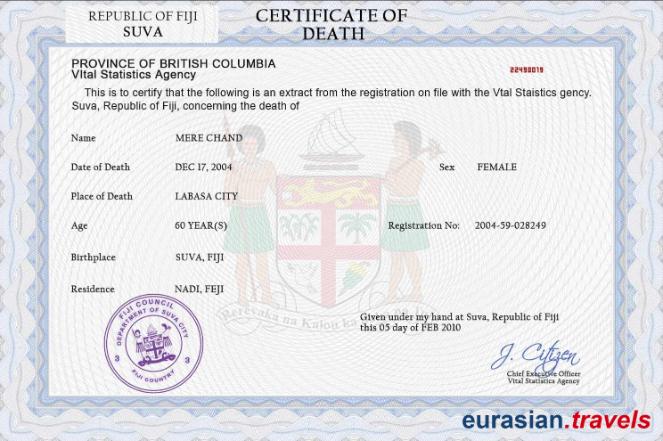 REPUBLIC OF FIJI
SUVA
CERTIFICATE OF
DEATH
PROVINCE OF BRITISH COLUMBIA
VItal Statistics Agency
22490019
This is to certify that the following is an extract from the registration on file with the Vtal Staistics gency.
Suva, Republic of Fiji, concerning the death of
Name MERE CHAND
Date of Death DEC 17, 2004 Sex FEMALE
Place of Death LABASA CITY
Age 60 YEAR(S) Registration No: 2004-59-028249
Birthplace SUVA, FIJI
Residence NADI, FEJI
Rerevaka na Kalou ka
FIJI COUNCIL
DEPARTMENT OF SUVA CITY
3 3
FIJI COUNTRY
Given under my hand at Suva, Republic of Fiji
this 05 day of FEB 2010
J. Citizen
Chief Executive Officer
Vital Statistics Agency
eurasian.travels